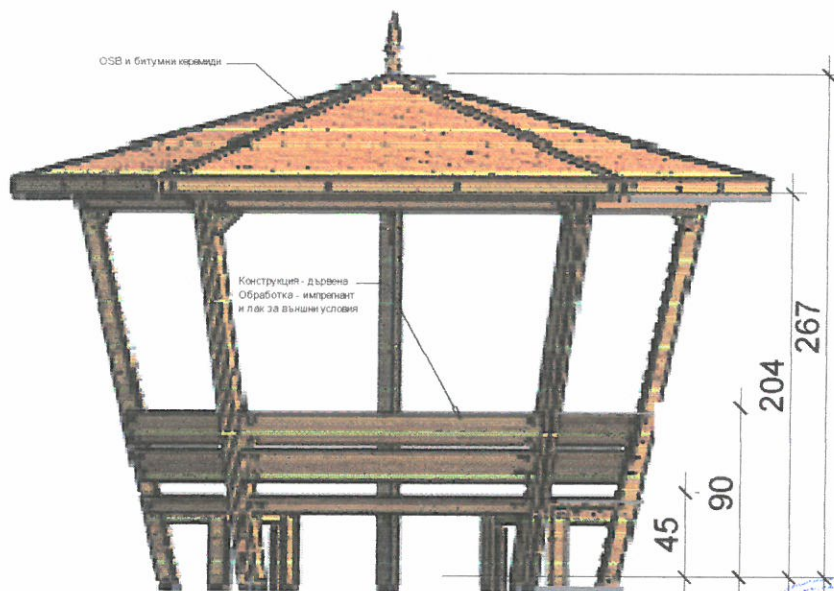 OSB и битумни керемиди
Конструкция - дървена
Обработка - импрегнант
и лак за външни условия
267
204
90
45